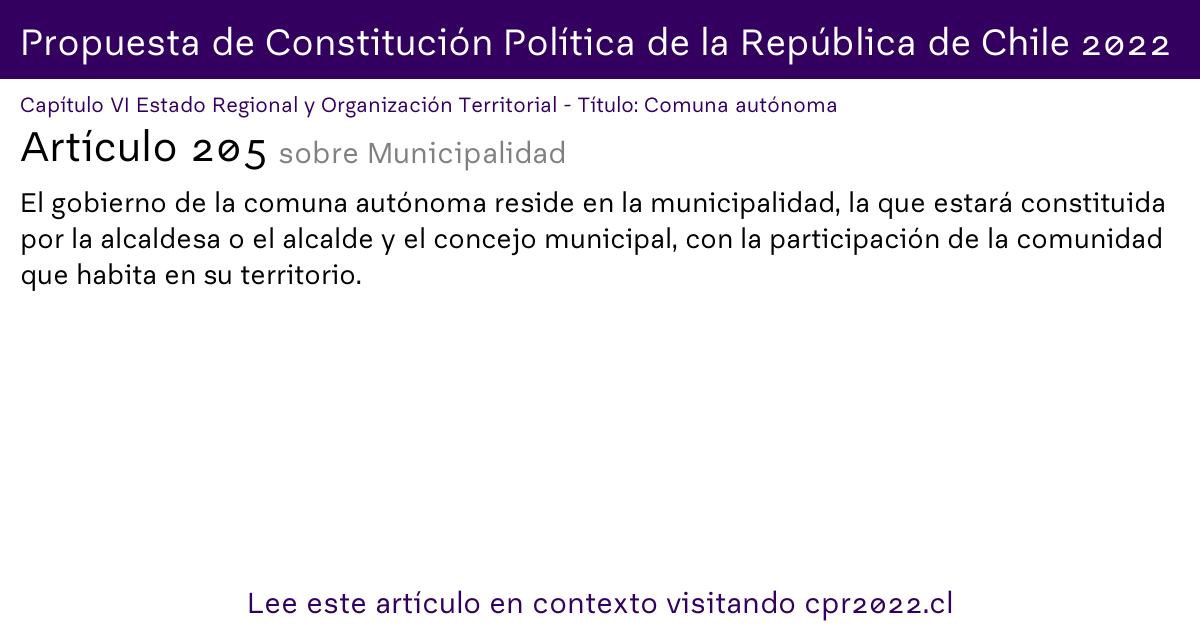 Propuesta de Constitución Política de la República de Chile 2022
Capítulo VI Estado Regional y Organización Territorial - Título: Comuna autónoma
Artículo 205 sobre Municipalidad
El gobierno de la comuna autónoma reside en la municipalidad, la que estará constituida
por la alcaldesa o el alcalde y el concejo municipal, con la participación de la comunidad
que habita en su territorio.
Lee este artículo en contexto visitando cpr2022.cl